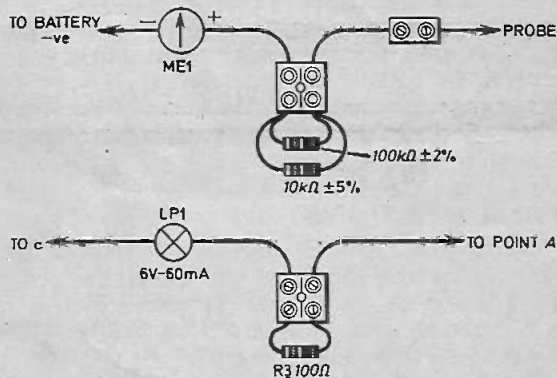 TO BATTERY
-ve
- +
ME1
PROBE
100kΩ ±2%
10kΩ ±5%
LP1
TO c
6V-60mA
TO POINT A
R3 100Ω